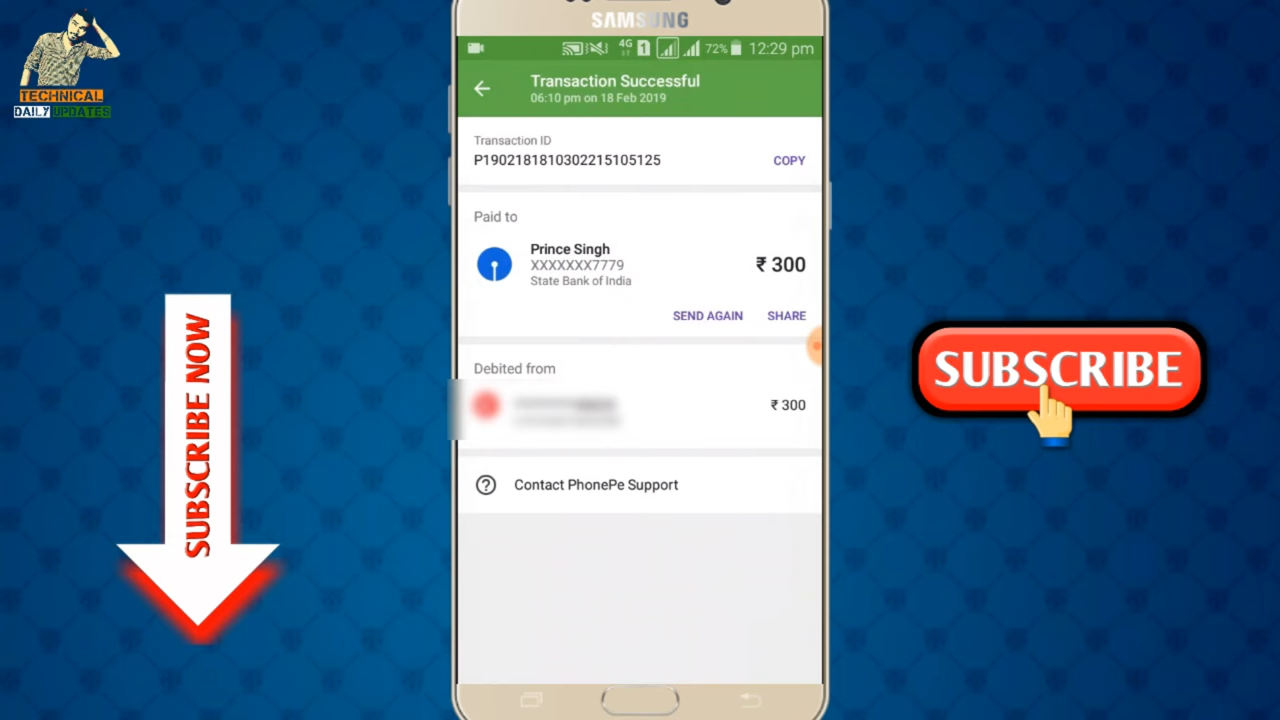 TECHNICAL
DAILY UPDATES
SAMSUNG
4G 1 72% 12:29 pm
Transaction Successful
06:10 pm on 18 Feb 2019
Transaction ID
P1902181810302215105125
COPY
Paid to
Prince Singh
XXXXXXX7779
State Bank of India
₹ 300
SEND AGAIN SHARE
Debited from
₹ 300
Contact PhonePe Support
SUBSCRIBE NOW
SUBSCRIBE